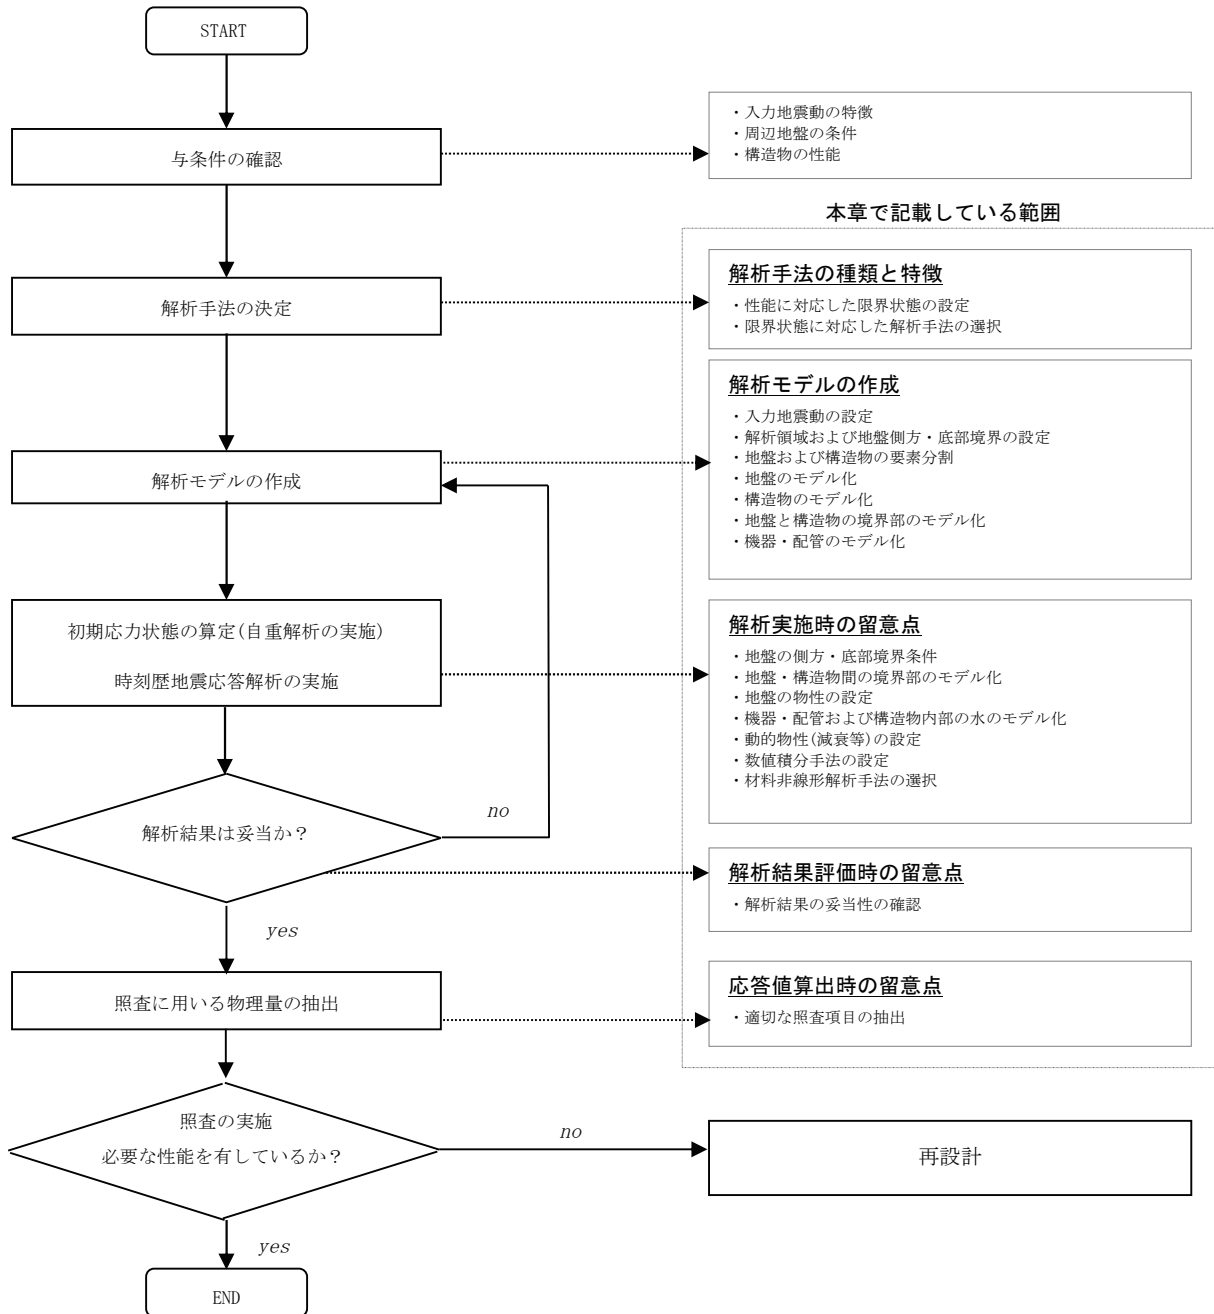 START
与条件の確認
・入力地震動の特徴
・周辺地盤の条件
・構造物の性能
本章で記載している範囲
解析手法の決定
解析手法の種類と特徴
・性能に対応した限界状態の設定
・限界状態に対応した解析手法の選択
解析モデルの作成
解析モデルの作成
・入力地震動の設定
・解析領域および地盤側方・底部境界の設定
・地盤および構造物の要素分割
・地盤のモデル化
・構造物のモデル化
・地盤と構造物の境界部のモデル化
・機器・配管のモデル化
初期応力状態の算定(自重解析の実施)
時刻歴地震応答解析の実施
解析実施時の留意点
・地盤の側方・底部境界条件
・地盤・構造物間の境界部のモデル化
・地盤の物性の設定
・機器・配管および構造物内部の水のモデル化
・動的物性(減衰等)の設定
・数値積分手法の設定
・材料非線形解析手法の選択
解析結果は妥当か？
no
解析結果評価時の留意点
・解析結果の妥当性の確認
yes
照査に用いる物理量の抽出
応答値算出時の留意点
・適切な照査項目の抽出
照査の実施
必要な性能を有しているか？
no
再設計
yes
END